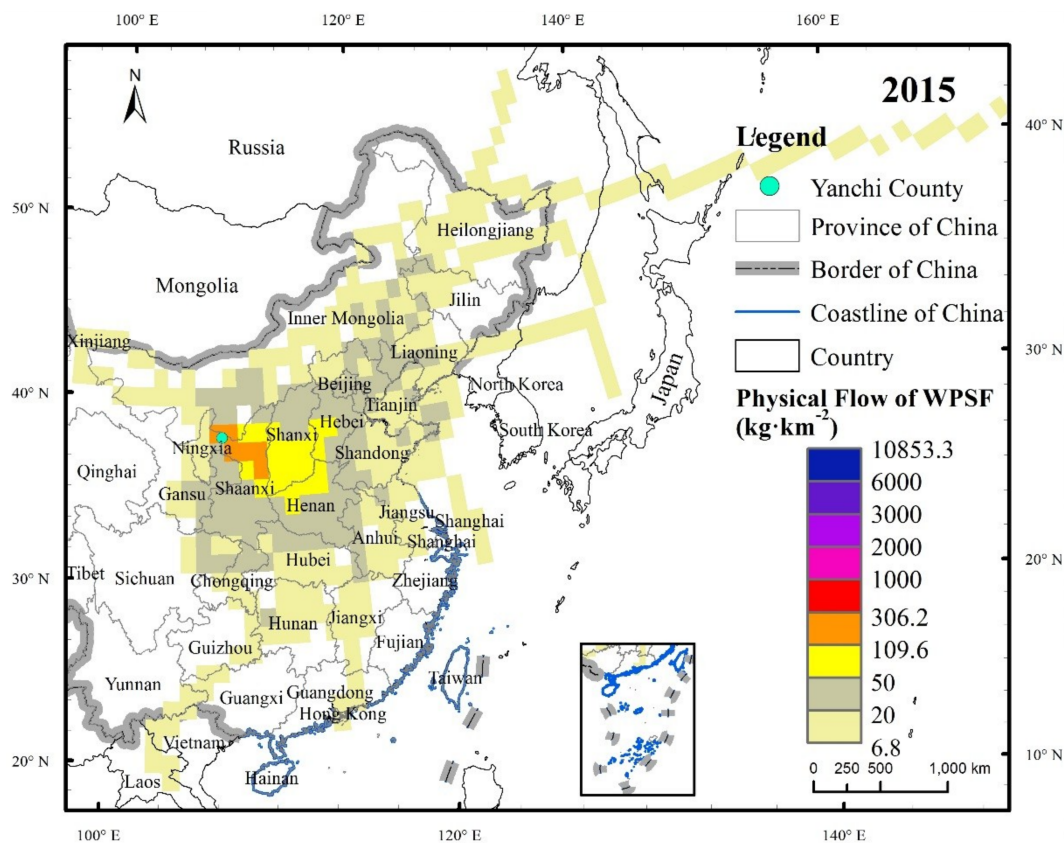 100° E 120° E 140° E 160° E
N
2015
Legend
Yanchi County
Province of China
Border of China
Coastline of China
Country
Physical Flow of WPSF
(kg·km⁻²)
10853.3
6000
3000
2000
1000
306.2
109.6
50
20
6.8
0 250 500 1,000 km
40° N
30° N
20° N
10° N
50° N
40° N
30° N
20° N
Russia
Mongolia
Heilongjiang
Jilin
Inner Mongolia
Xinjiang
Liaoning
Beijing
North Korea
Tianjin
Japan
Hebei
Shanxi
South Korea
Ningxia
Shandong
Qinghai
Gansu
Shaanxi
Henan
Jiangsu
Shanghai
Anhui
Shanghai
Hubei
Tibet
Sichuan
Chongqing
Zhejiang
Hunan
Jiangxi
Guizhou
Fujian
Yunnan
Guangxi
Guangdong
Taiwan
Hong Kong
Vietnam
Laos
Hainan
100° E 120° E 140° E